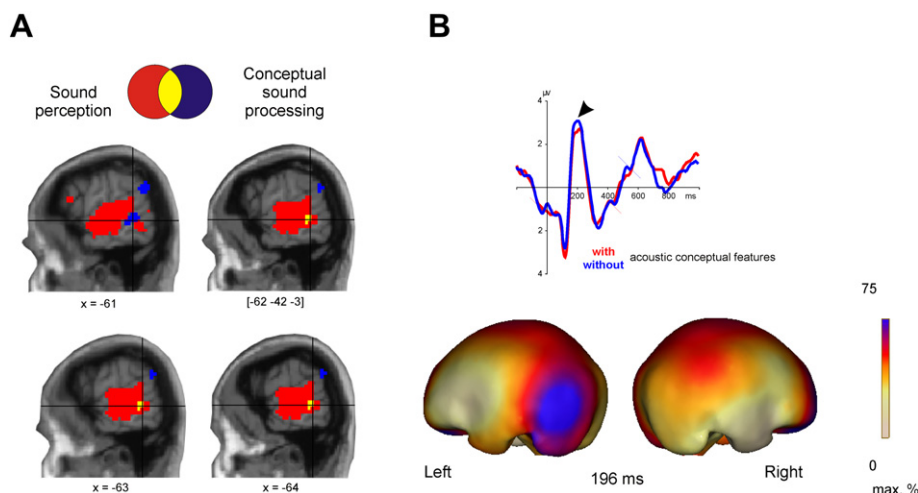 A
Sound
perception
Conceptual
sound
processing
x = -61
[-62 -42 -3]
x = -63
x = -64
B
µv
4
2
200
400
600
800
ms
2
4
with
without
acoustic conceptual features
75
0
max. %
Left
196 ms
Right